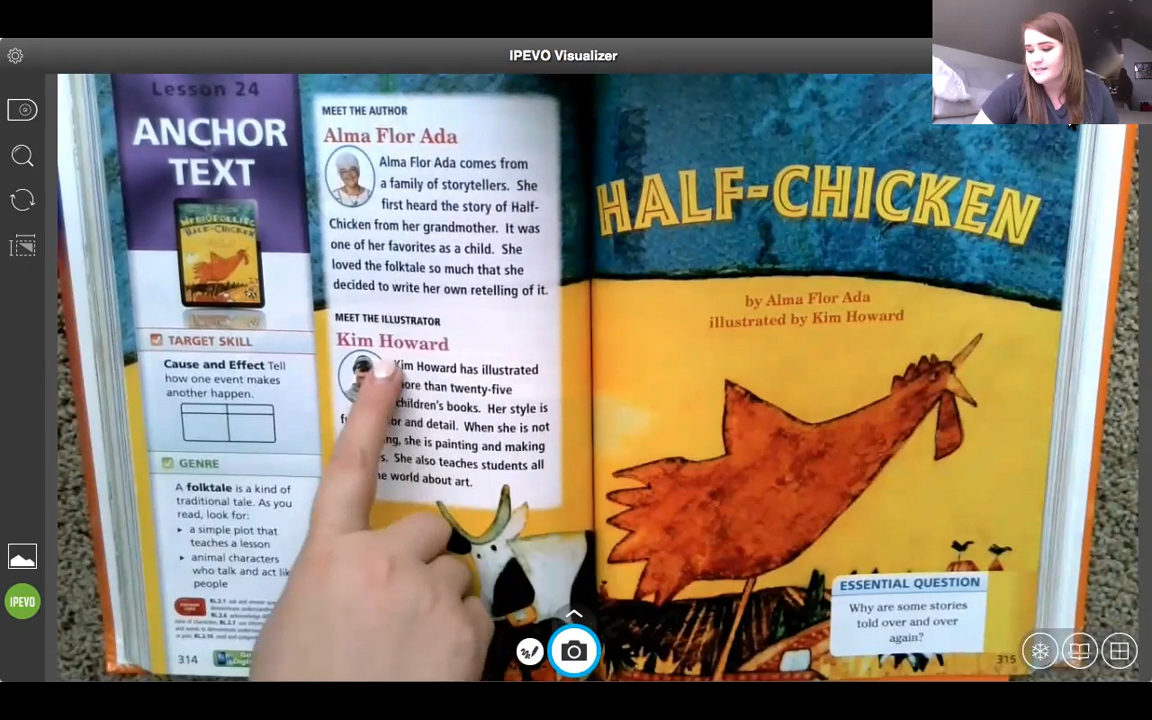 IPEVO Visualizer
Lesson 24
ANCHOR
TEXT
HALF-CHICKEN
TARGET SKILL
Cause and Effect Tell
how one event makes
another happen.
GENRE
A folktale is a kind of
traditional tale. As you
read, look for:
▸ a simple plot that
teaches a lesson
▸ animal characters
who talk and act like
people
314
MEET THE AUTHOR
Alma Flor Ada
Alma Flor Ada comes from
a family of storytellers. She
first heard the story of Half-
Chicken from her grandmother. It was
one of her favorites as a child. She
loved the folktale so much that she
decided to write her own retelling of it.
MEET THE ILLUSTRATOR
Kim Howard
Kim Howard has illustrated
more than twenty-five
children's books. Her style is
and detail. When she is not
she is painting and making
She also teaches students all
world about art.
HALF-CHICKEN
by Alma Flor Ada
illustrated by Kim Howard
ESSENTIAL QUESTION
Why are some stories
told over and over
again?
315
IPEVO